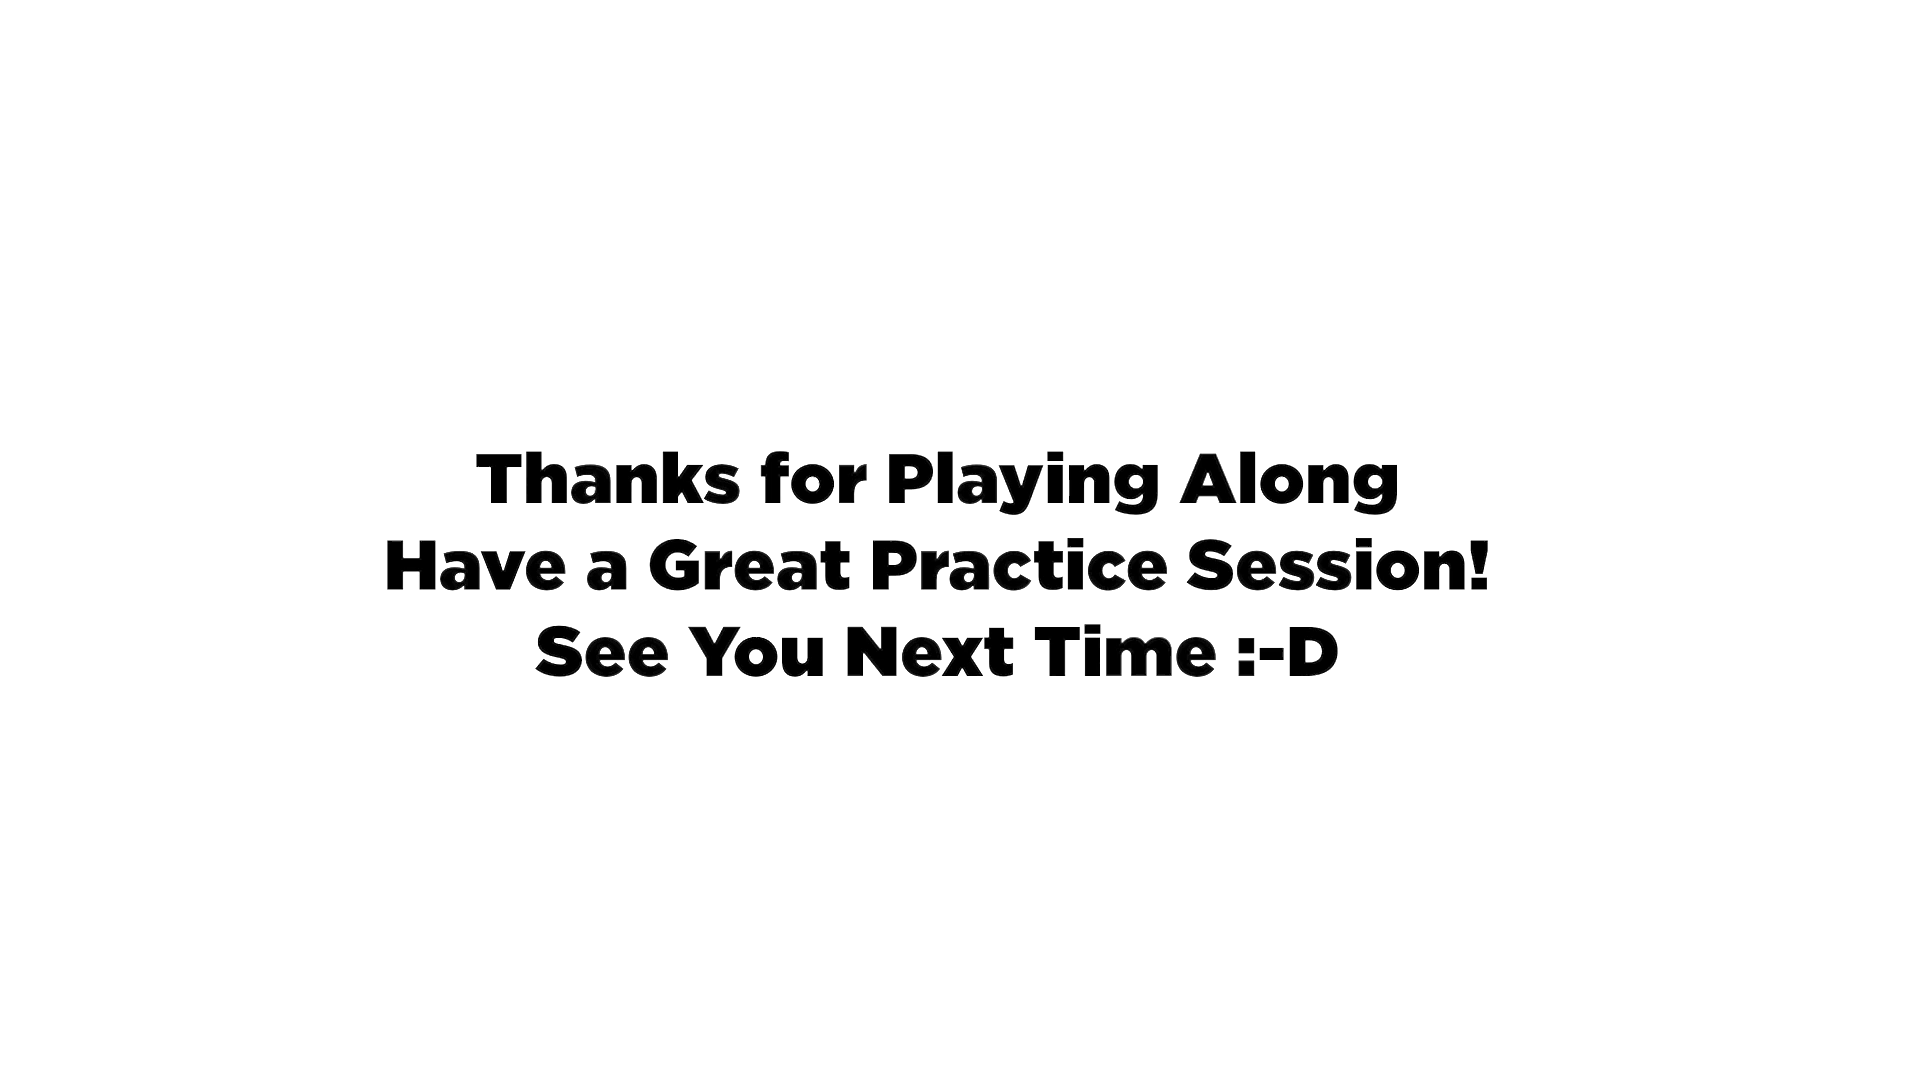 Thanks for Playing Along
Have a Great Practice Session!
See You Next Time :-D